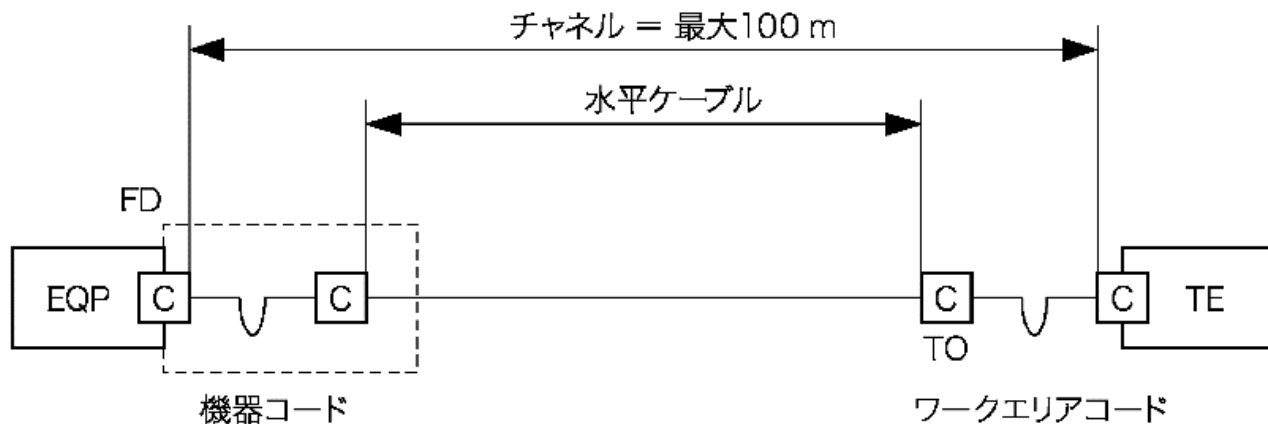 チャネル = 最大100 m
水平ケーブル
FD
EQP
C
C
C
C
TE
TO
機器コード
ワークエリアコード